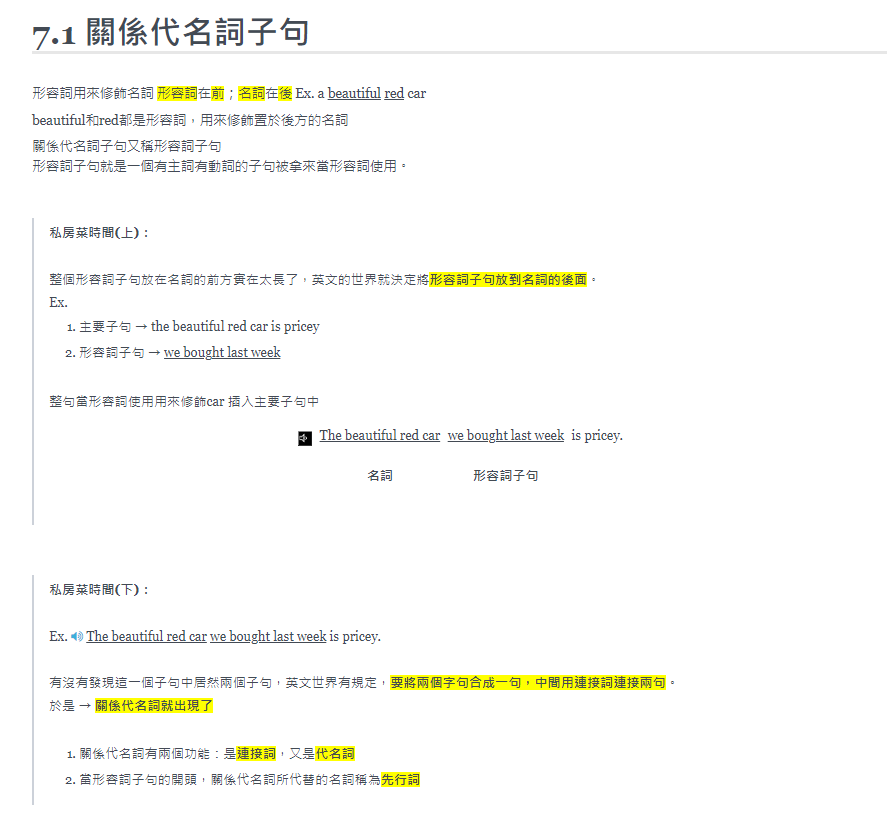 7.1 關係代名詞子句
形容詞用來修飾名詞 形容詞在前；名詞在後 Ex. a beautiful red car
beautiful和red都是形容詞，用來修飾置於後方的名詞
關係代名詞子句又稱形容詞子句
形容詞子句就是一個有主詞有動詞的子句被拿來當形容詞使用。
私房菜時間(上)：
整個形容詞子句放在名詞的前方實在太長了，英文的世界就決定將形容詞子句放到名詞的後面。
Ex.
1. 主要子句 → the beautiful red car is pricey
2. 形容詞子句 → we bought last week
整句當形容詞使用用來修飾car 插入主要子句中
The beautiful red car we bought last week is pricey.
名詞 形容詞子句
私房菜時間(下)：
Ex. The beautiful red car we bought last week is pricey.
有沒有發現這一個子句中居然兩個子句，英文世界有規定，要將兩個字句合成一句，中間用連接詞連接兩句。
於是 → 關係代名詞就出現了
1. 關係代名詞有兩個功能：是連接詞，又是代名詞
2. 當形容詞子句的開頭，關係代名詞所代替的名詞稱為先行詞